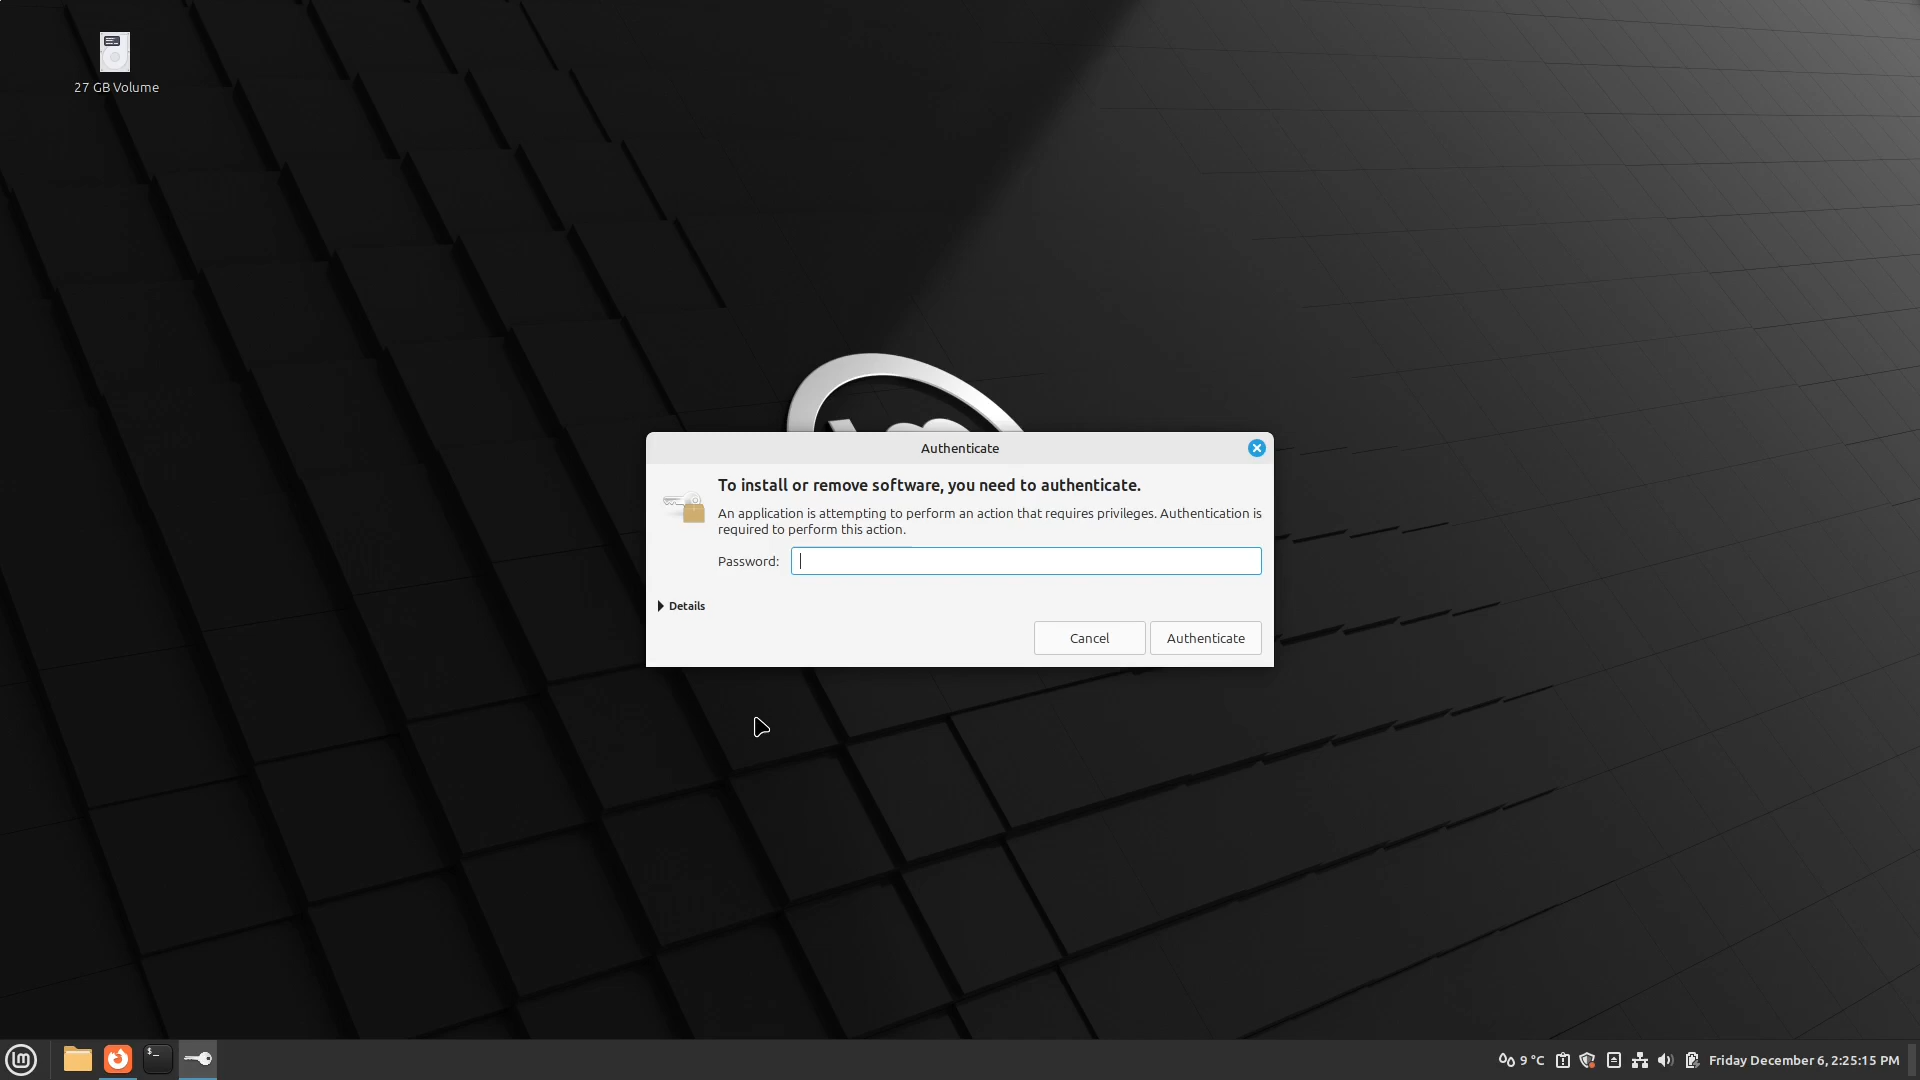 27 GB Volume
Authenticate
To install or remove software, you need to authenticate.
An application is attempting to perform an action that requires privileges. Authentication is
required to perform this action.
Password:
Details
Cancel
Authenticate
9 °C
Friday December 6, 2:25:15 PM